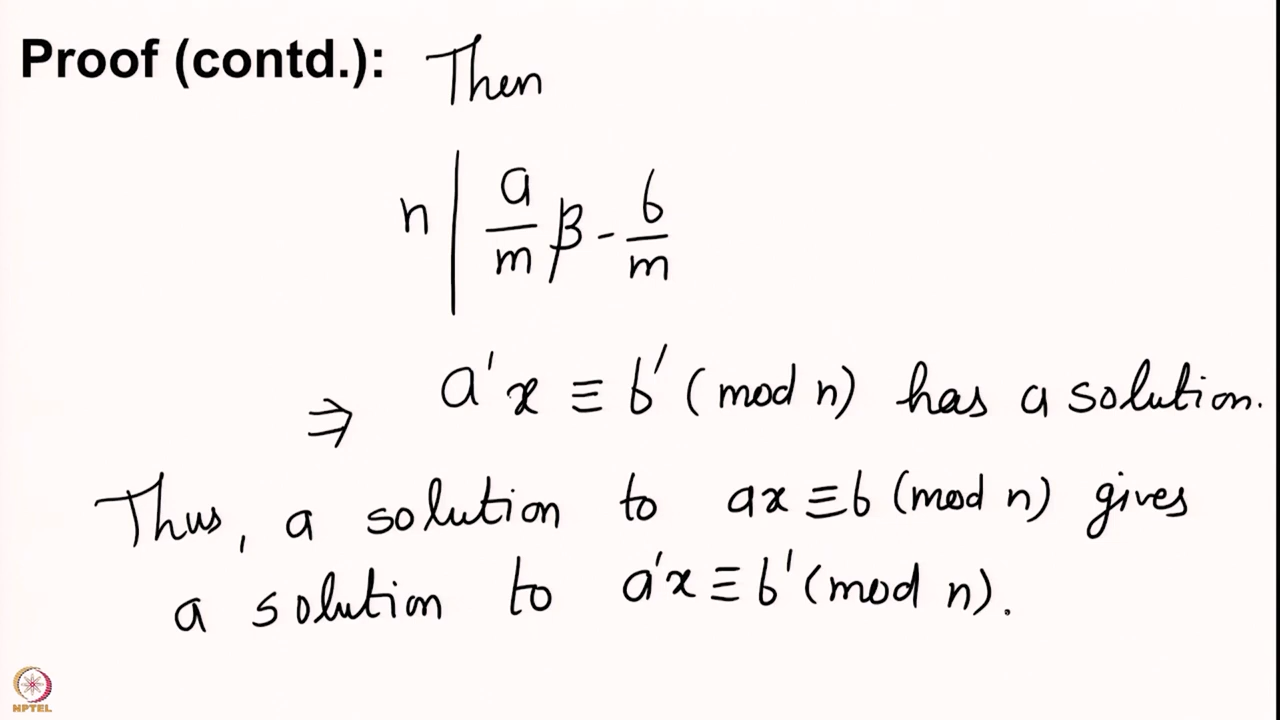 Proof (contd.): Then
n | a/m β - b/m
⇒ a'x ≡ b' (mod n) has a solution.
Thus, a solution to ax ≡ b (mod n) gives
a solution to a'x ≡ b' (mod n).
NPTEL